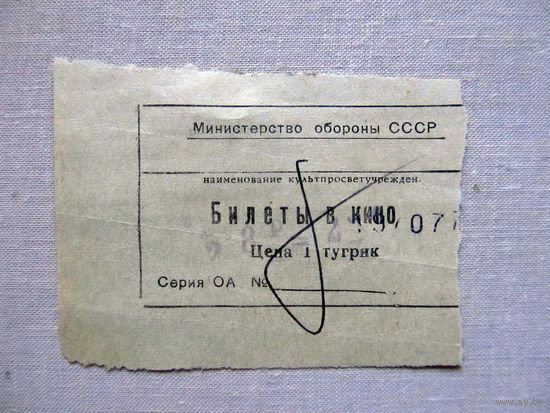 Министерство обороны СССР
наименование культпросветучрежден.
Билеты в кино
Цена 1 тугрик
Серия ОА №